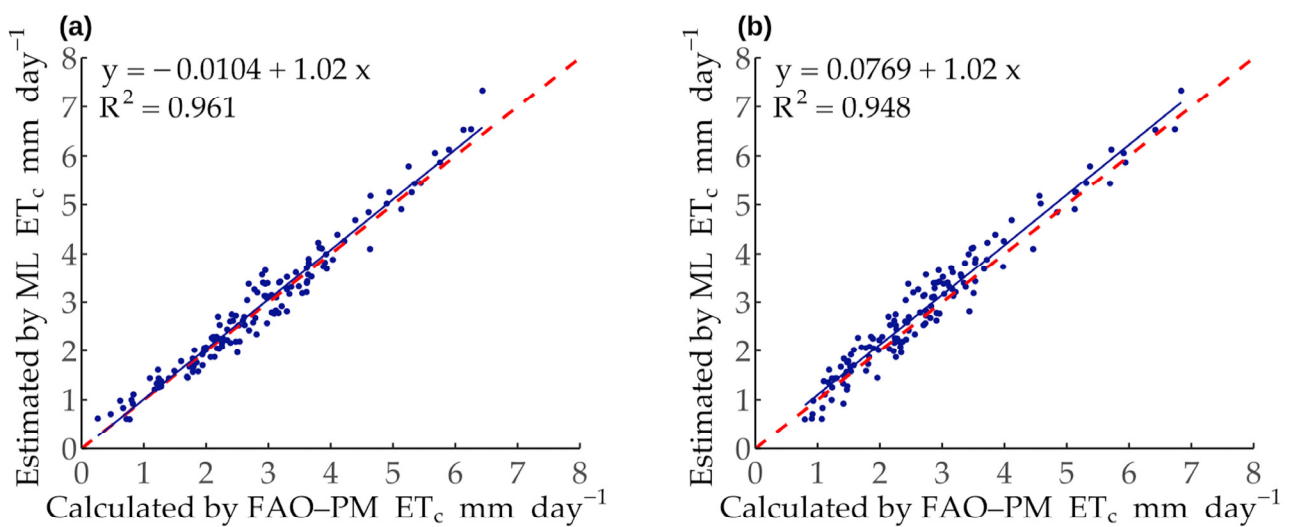 (a)
y = − 0.0104 + 1.02 x
R² = 0.961
Estimated by ML ETc mm day⁻¹
8
7
6
5
4
3
2
1
0
0 1 2 3 4 5 6 7 8
Calculated by FAO–PM ETc mm day⁻¹
(b)
y = 0.0769 + 1.02 x
R² = 0.948
Estimated by ML ETc mm day⁻¹
8
7
6
5
4
3
2
1
0
0 1 2 3 4 5 6 7 8
Calculated by FAO–PM ETc mm day⁻¹